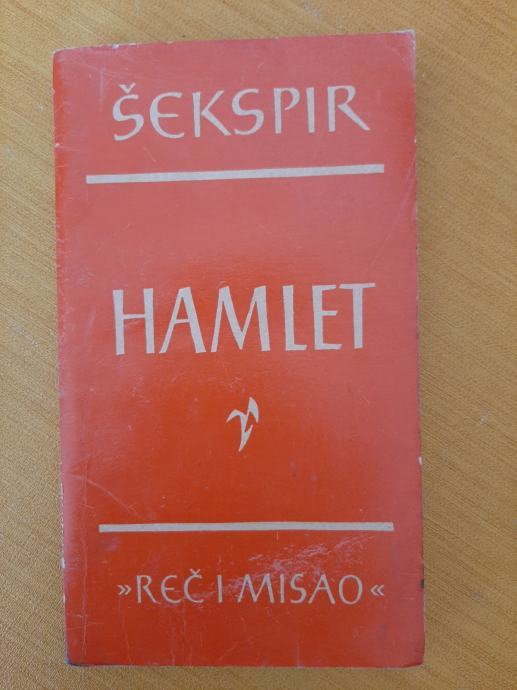 ŠEKSPIR
HAMLET
»REČ I MISAO«